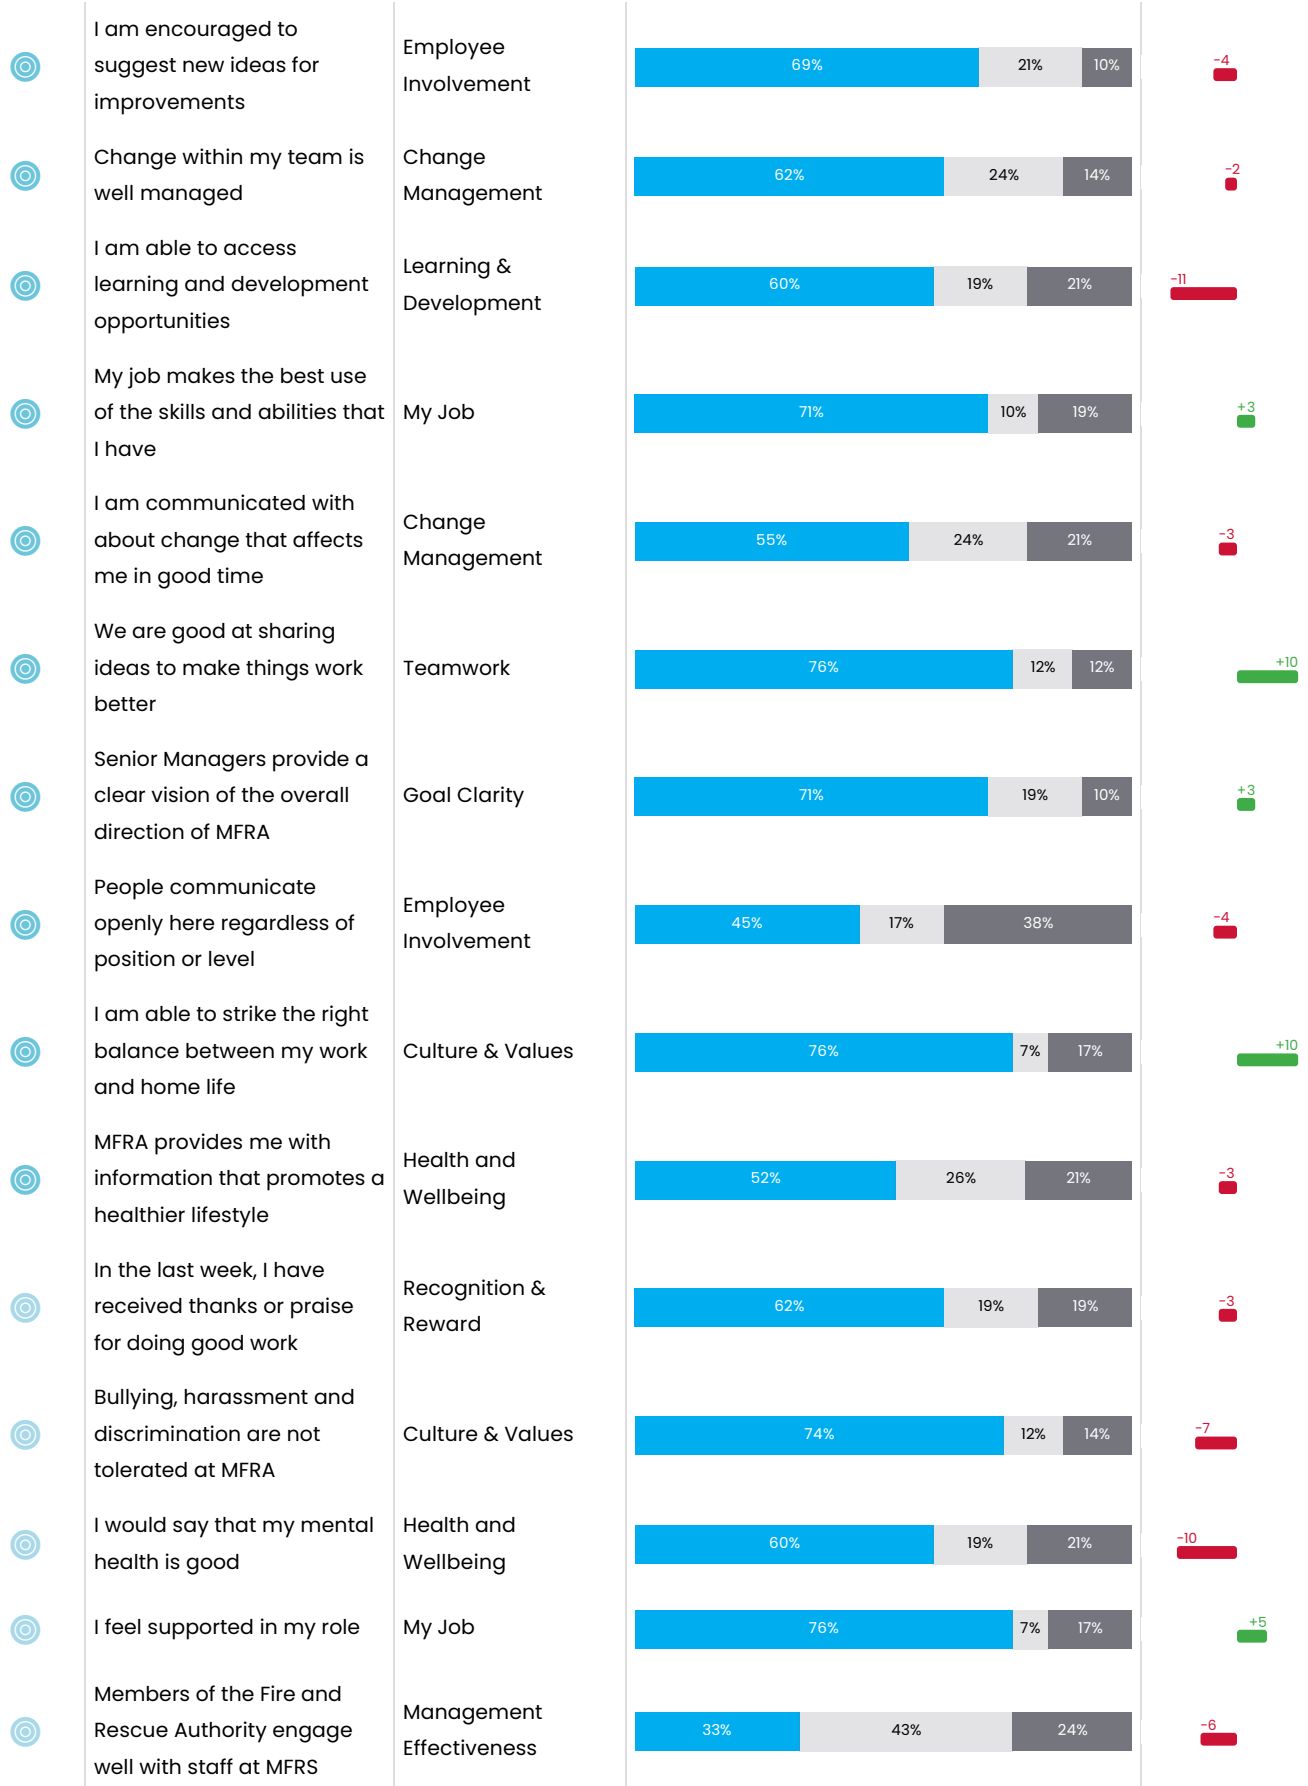 I am encouraged to
suggest new ideas for
improvements
Employee
Involvement
69% 21% 10%
-4
Change within my team is
well managed
Change
Management
62% 24% 14%
-2
I am able to access
learning and development
opportunities
Learning &
Development
60% 19% 21%
-11
My job makes the best use
of the skills and abilities that
I have
My Job
71% 10% 19%
+3
I am communicated with
about change that affects
me in good time
Change
Management
55% 24% 21%
-3
We are good at sharing
ideas to make things work
better
Teamwork
76% 12% 12%
+10
Senior Managers provide a
clear vision of the overall
direction of MFRA
Goal Clarity
71% 19% 10%
+3
People communicate
openly here regardless of
position or level
Employee
Involvement
45% 17% 38%
-4
I am able to strike the right
balance between my work
and home life
Culture & Values
76% 7% 17%
+10
MFRA provides me with
information that promotes a
healthier lifestyle
Health and
Wellbeing
52% 26% 21%
-3
In the last week, I have
received thanks or praise
for doing good work
Recognition &
Reward
62% 19% 19%
-3
Bullying, harassment and
discrimination are not
tolerated at MFRA
Culture & Values
74% 12% 14%
-7
I would say that my mental
health is good
Health and
Wellbeing
60% 19% 21%
-10
I feel supported in my role
My Job
76% 7% 17%
+5
Members of the Fire and
Rescue Authority engage
well with staff at MFRS
Management
Effectiveness
33% 43% 24%
-6